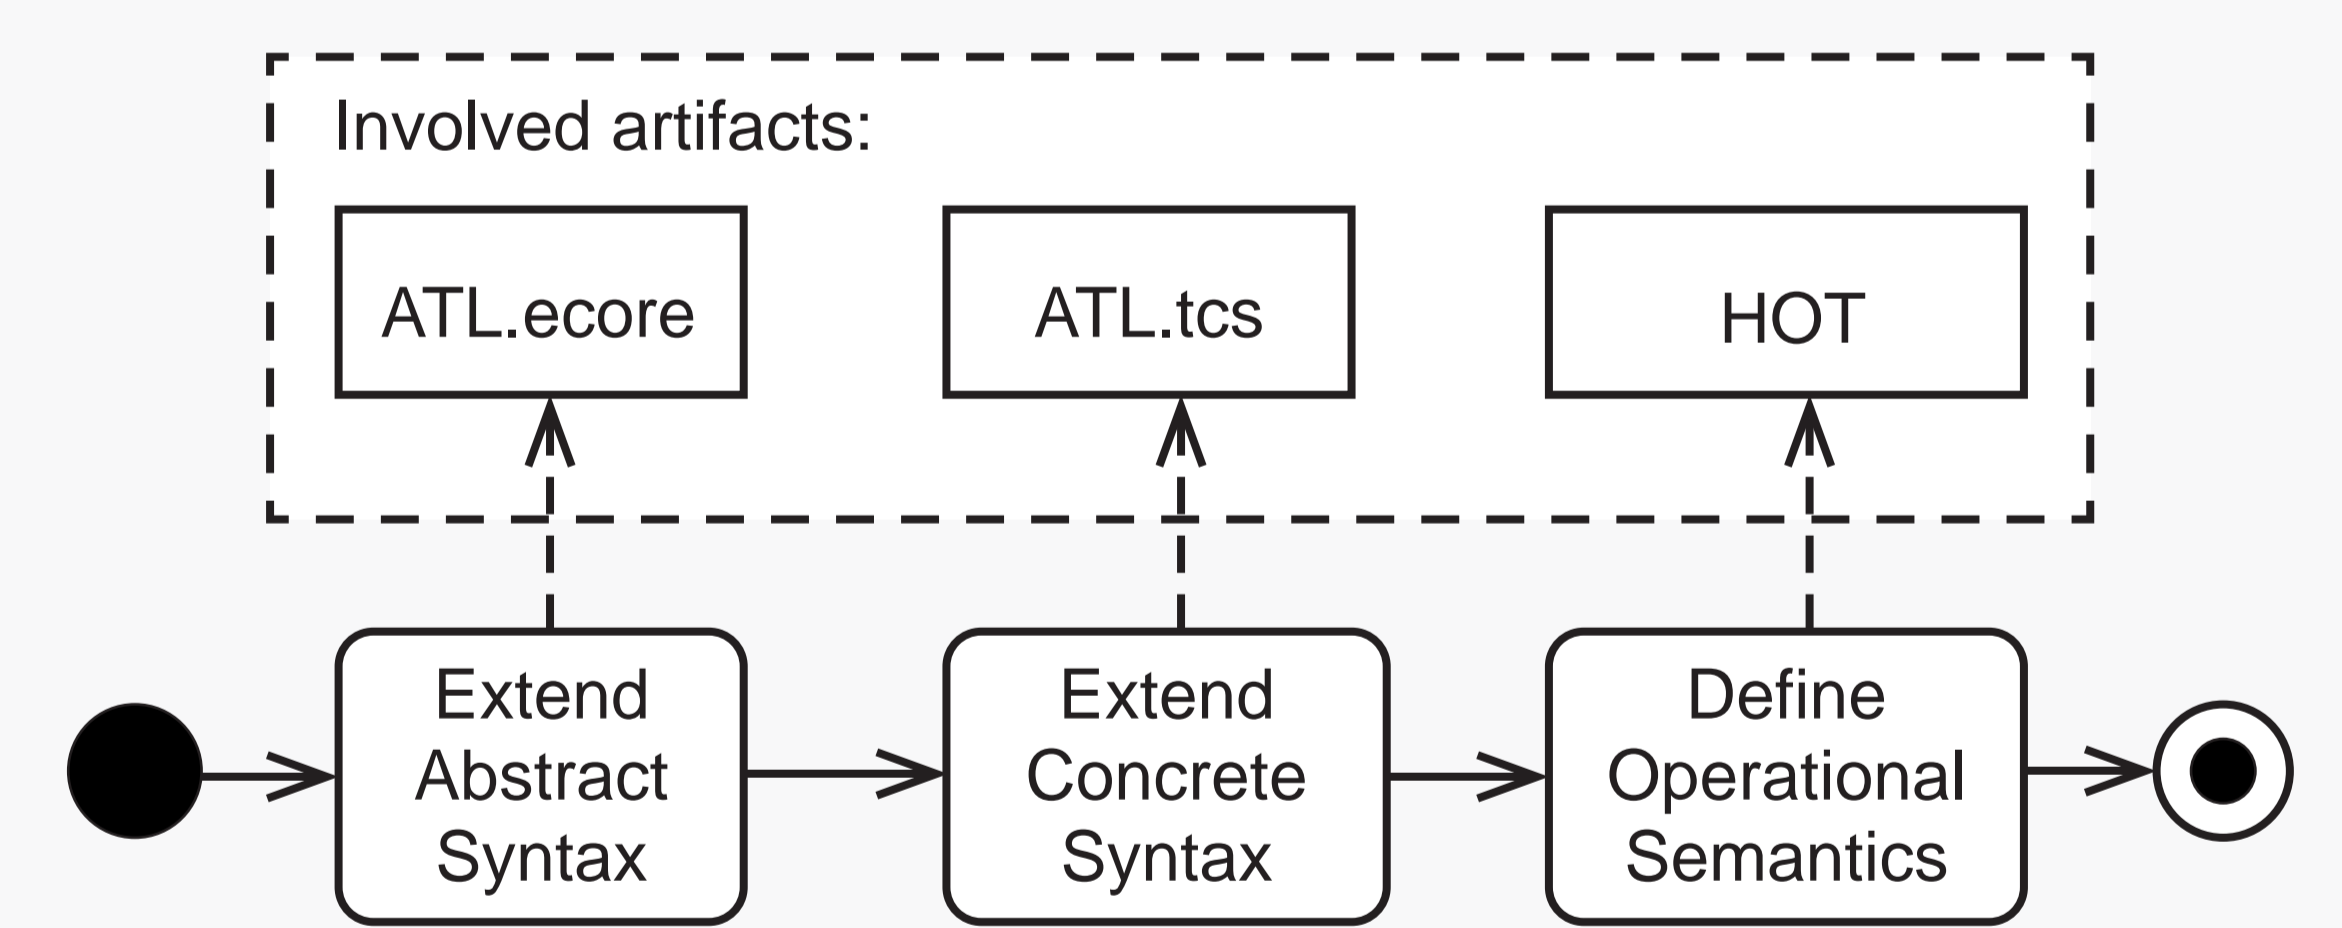 Involved artifacts:
ATL.ecore
ATL.tcs
HOT
Extend
Abstract
Syntax
Extend
Concrete
Syntax
Define
Operational
Semantics